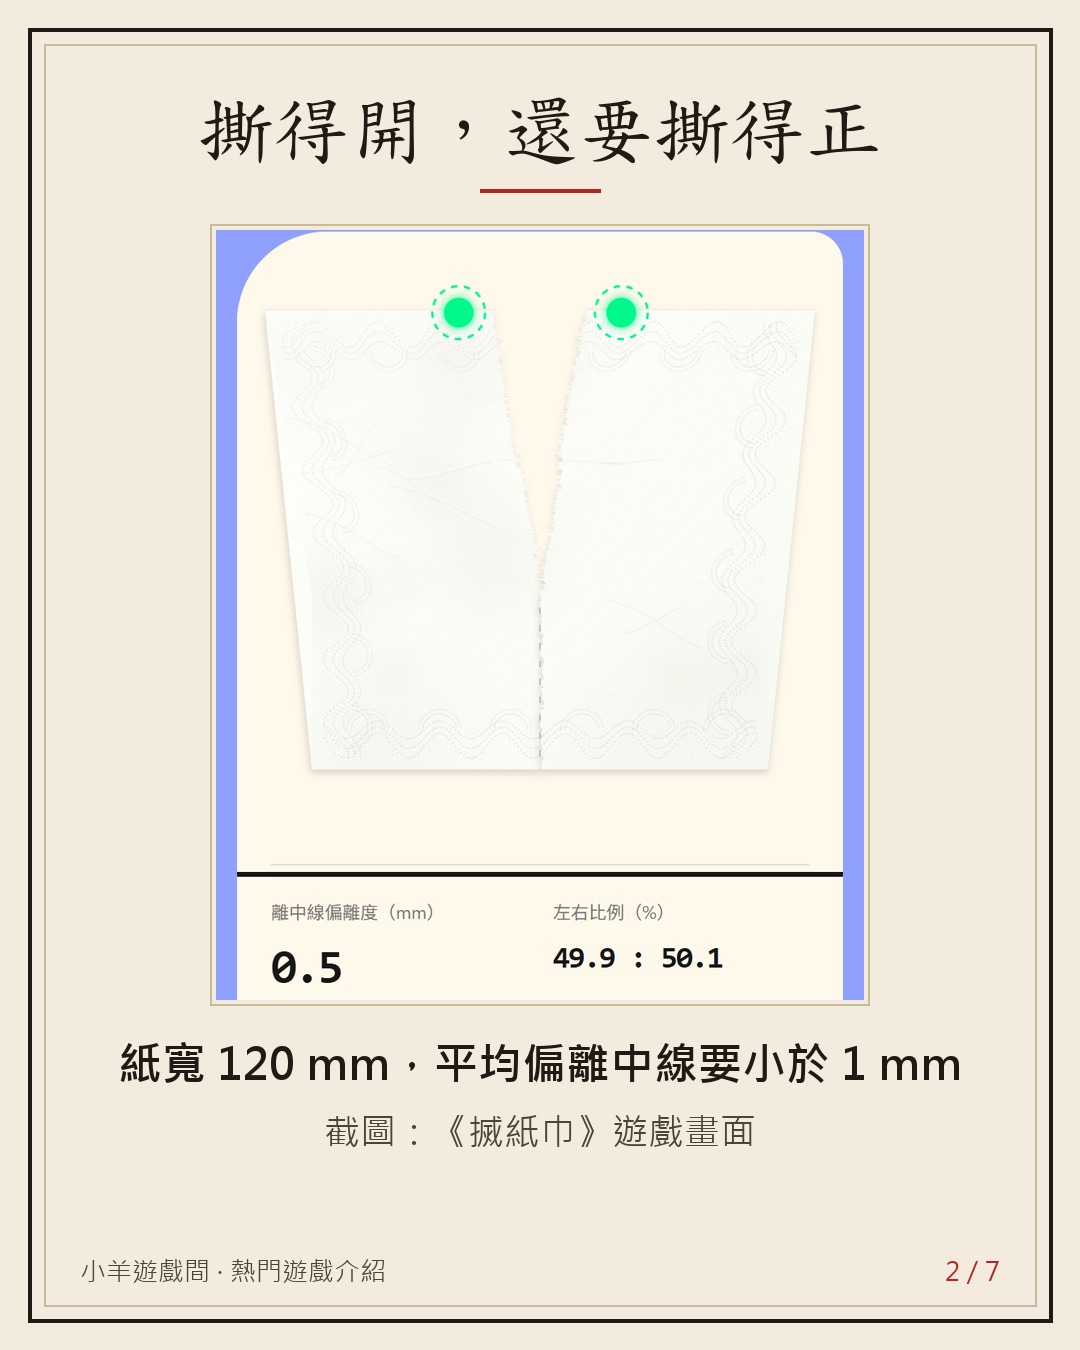 撕得開，還要撕得正
離中線偏離度（mm）
左右比例（%）
0.5
49.9 : 50.1
紙寬 120 mm，平均偏離中線要小於 1 mm
截圖：《搣紙巾》遊戲畫面
小羊遊戲間 · 熱門遊戲介紹
2 / 7